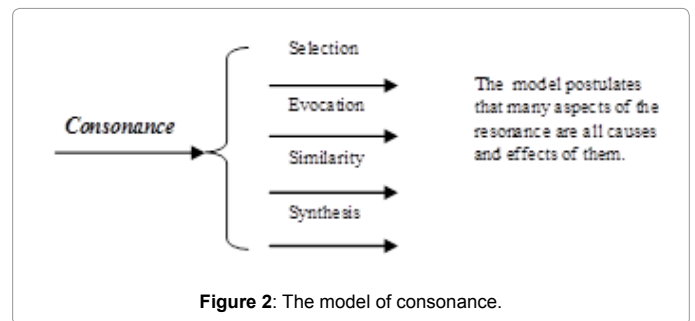 Selection
Evocation
Consonance
Similarity
Synthesis
The model postulates
that many aspects of the
resonance are all causes
and effects of them.
Figure 2: The model of consonance.